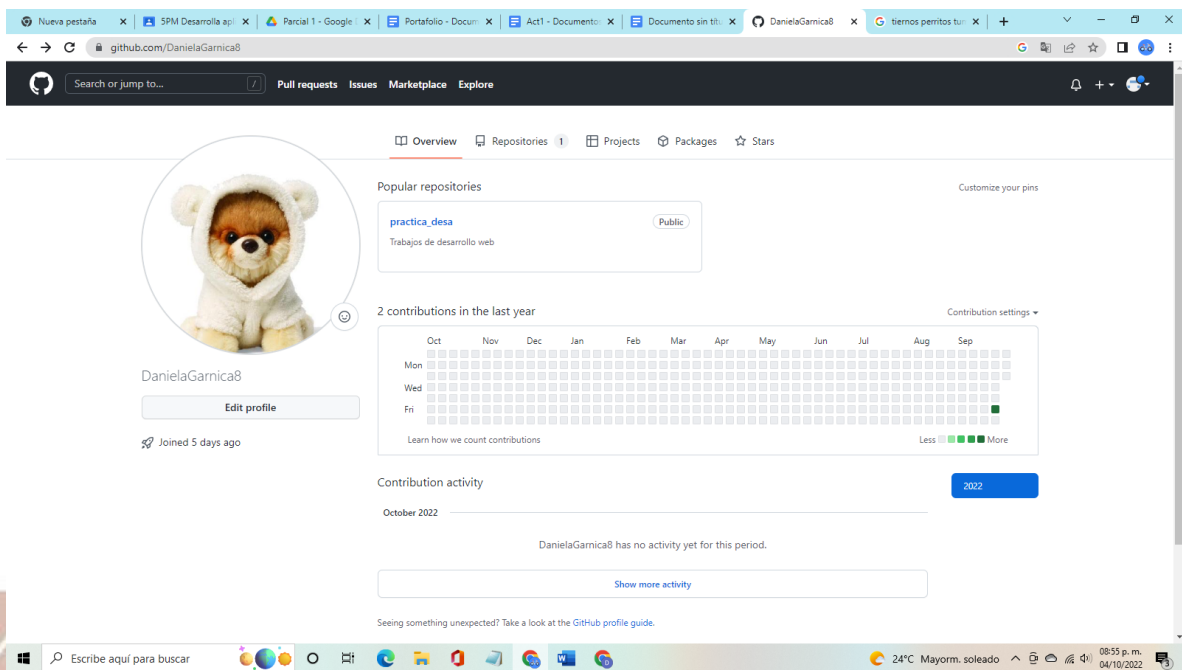 Nueva pestaña
5PM Desarrolla apl
Parcial 1 - Google
Portafolio - Docum
Act1 - Documento
Documento sin títu
DanielaGarnica8
tiernos perritos tur
github.com/DanielaGarnica8
Search or jump to... /
Pull requests Issues Marketplace Explore
Overview Repositories 1 Projects Packages Stars
Popular repositories
Customize your pins
practica_desa Public
Trabajos de desarrollo web
2 contributions in the last year
Contribution settings
Oct Nov Dec Jan Feb Mar Apr May Jun Jul Aug Sep
Mon
Wed
Fri
Learn how we count contributions
Less More
DanielaGarnica8
Edit profile
Joined 5 days ago
Contribution activity
2022
October 2022
DanielaGarnica8 has no activity yet for this period.
Show more activity
Seeing something unexpected? Take a look at the GitHub profile guide.
Escribe aquí para buscar
24°C Mayorm. soleado
08:55 p. m.
04/10/2022
3